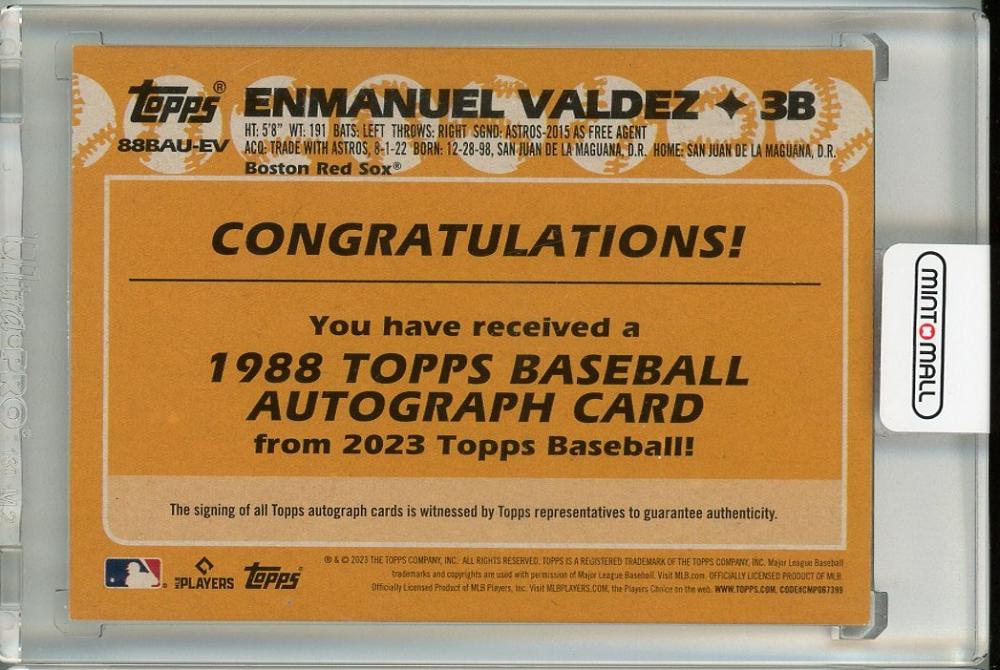 topps®
88BAU-EV
ENMANUEL VALDEZ ✦ 3B
HT: 5'8" WT: 191 BATS: LEFT THROWS: RIGHT SGND: ASTROS-2015 AS FREE AGENT
ACQ: TRADE WITH ASTROS, 8-1-22 BORN: 12-28-98, SAN JUAN DE LA MAGUANA, D.R. HOME: SAN JUAN DE LA MAGUANA, D.R.
Boston Red Sox®
CONGRATULATIONS!
You have received a
1988 TOPPS BASEBALL
AUTOGRAPH CARD
from 2023 Topps Baseball!
The signing of all Topps autograph cards is witnessed by Topps representatives to guarantee authenticity.
PLAYERS
topps
® & © 2023 THE TOPPS COMPANY, INC. ALL RIGHTS RESERVED. TOPPS IS A REGISTERED TRADEMARK OF THE TOPPS COMPANY, INC. Major League Baseball
trademarks and copyrights are used with permission of Major League Baseball. Visit MLB.com. OFFICIALLY LICENSED PRODUCT OF MLB.
Officially Licensed Product of MLB Players, Inc. Visit MLBPLAYERS.COM, the Players Choice on the web. WWW.TOPPS.COM. CODE#CMP067399
MINTOMALL